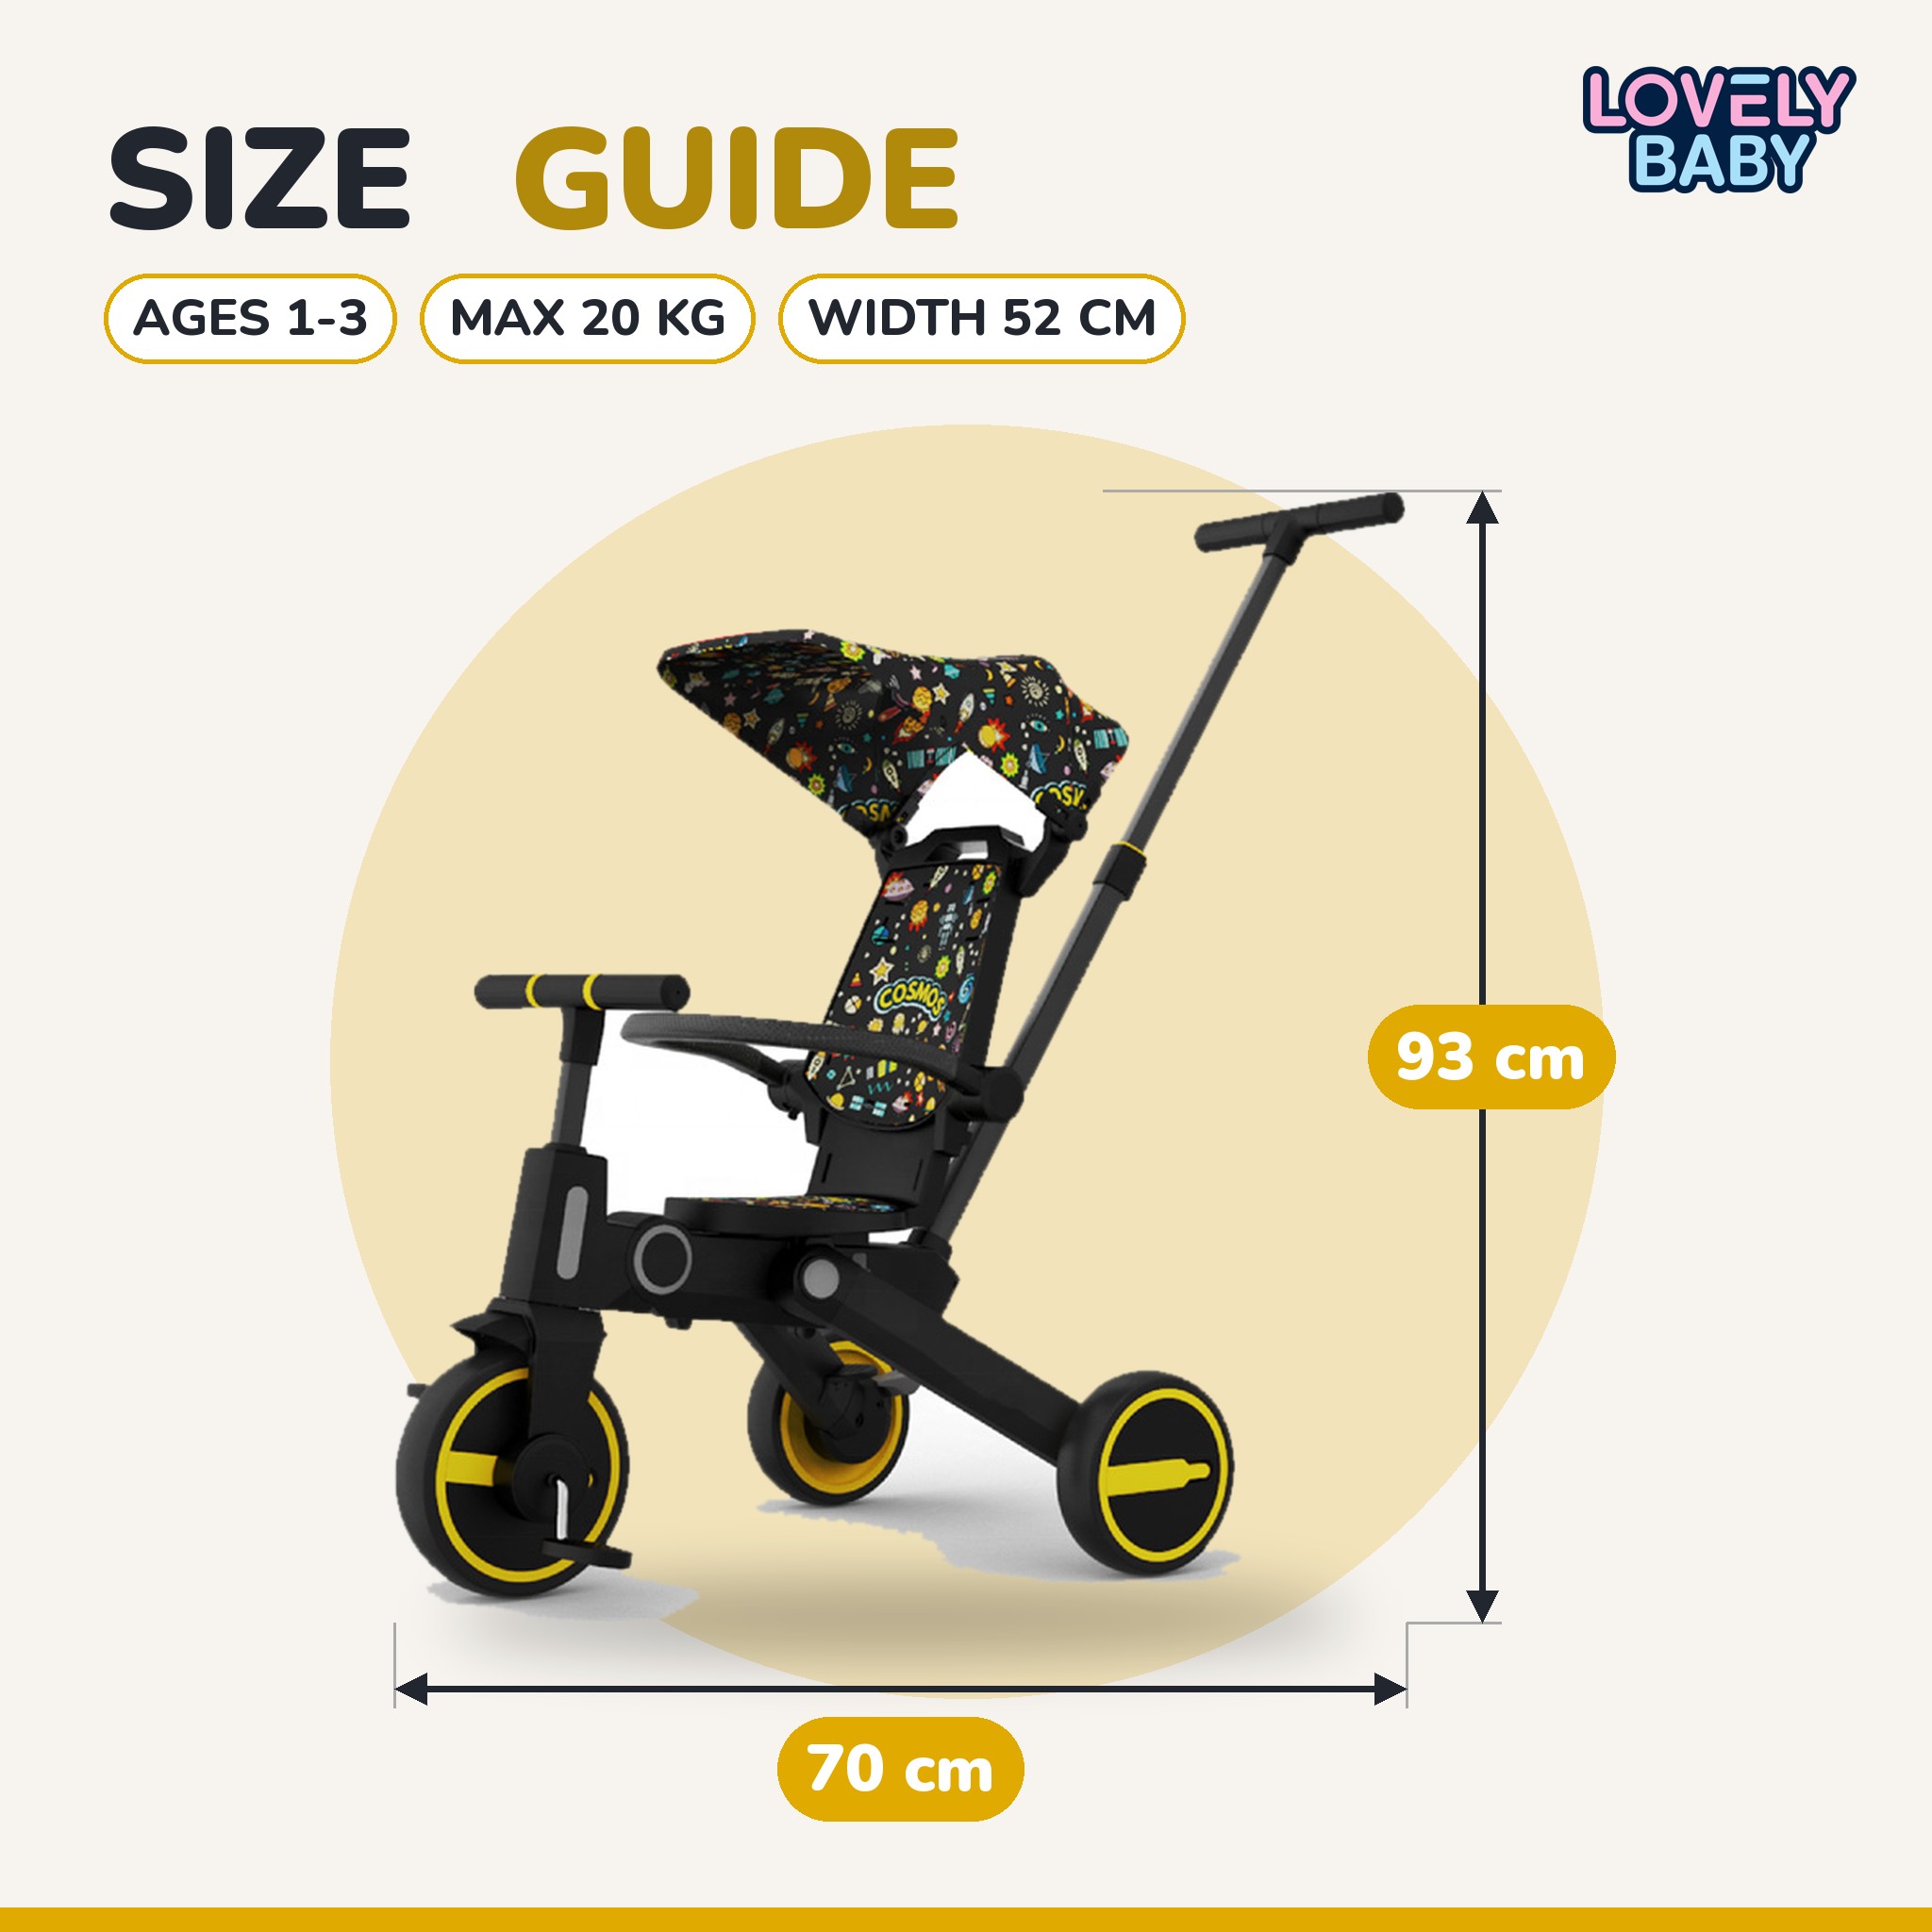 LOVELY
BABY
SIZE GUIDE
AGES 1-3
MAX 20 KG
WIDTH 52 CM
COSMOS
93 cm
70 cm